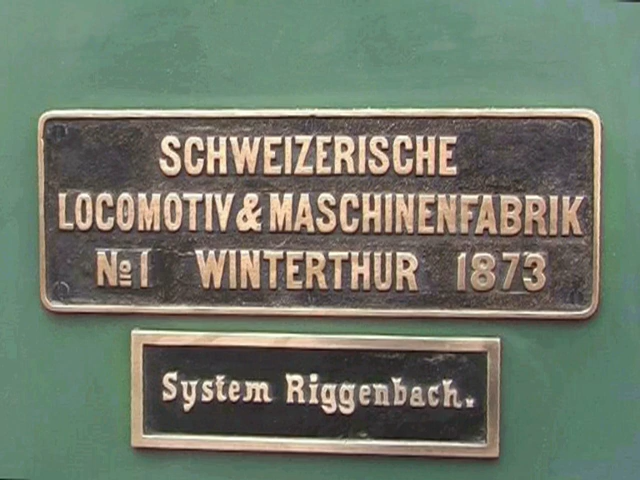 SCHWEIZERISCHE
LOCOMOTIV & MASCHINENFABRIK
No 1 WINTERTHUR 1873
System Riggenbach.